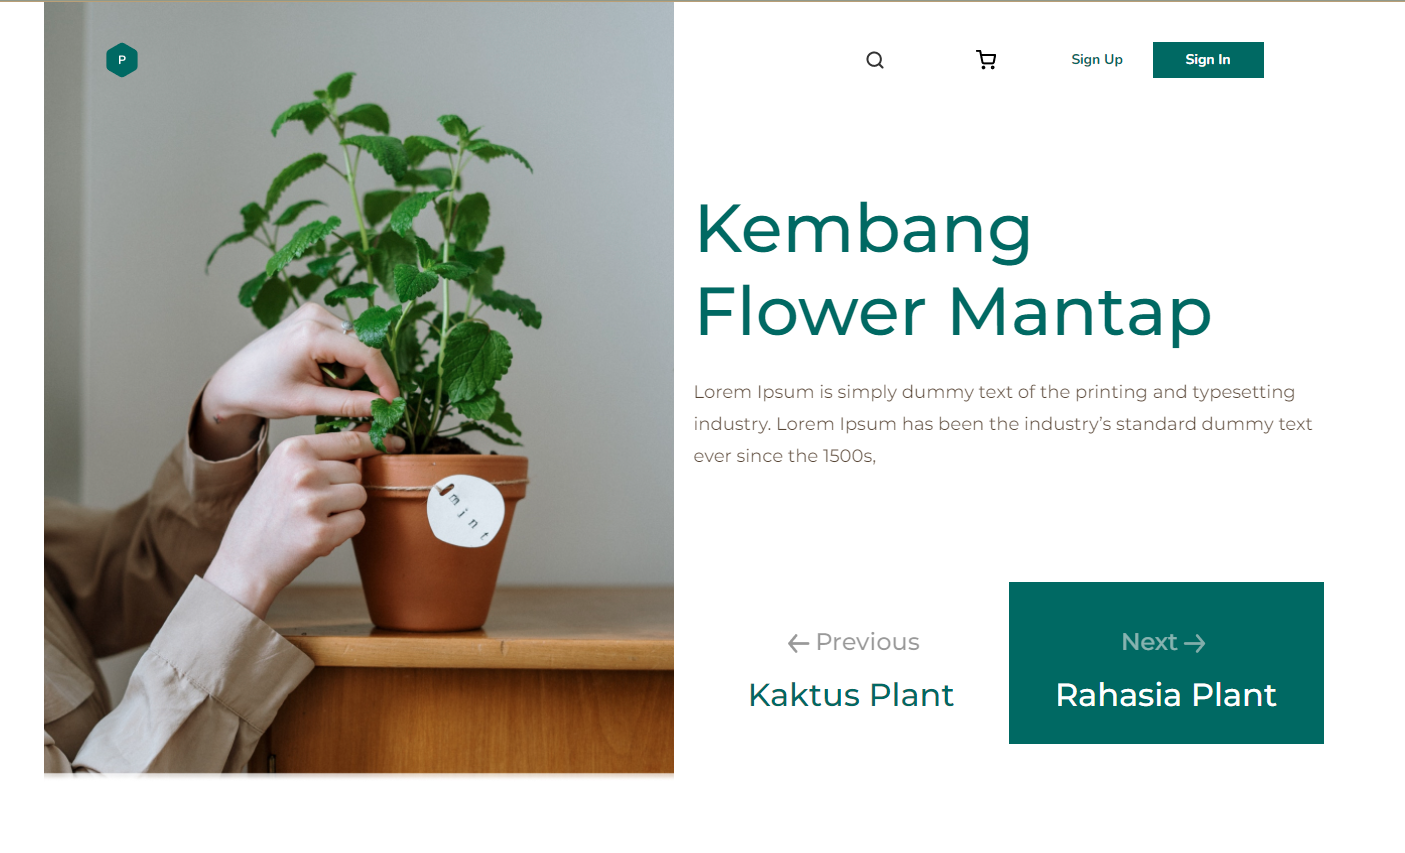 P
Sign Up
Sign In
Kembang
Flower Mantap
Lorem Ipsum is simply dummy text of the printing and typesetting
industry. Lorem Ipsum has been the industry’s standard dummy text
ever since the 1500s,
mint
Previous
Kaktus Plant
Next
Rahasia Plant